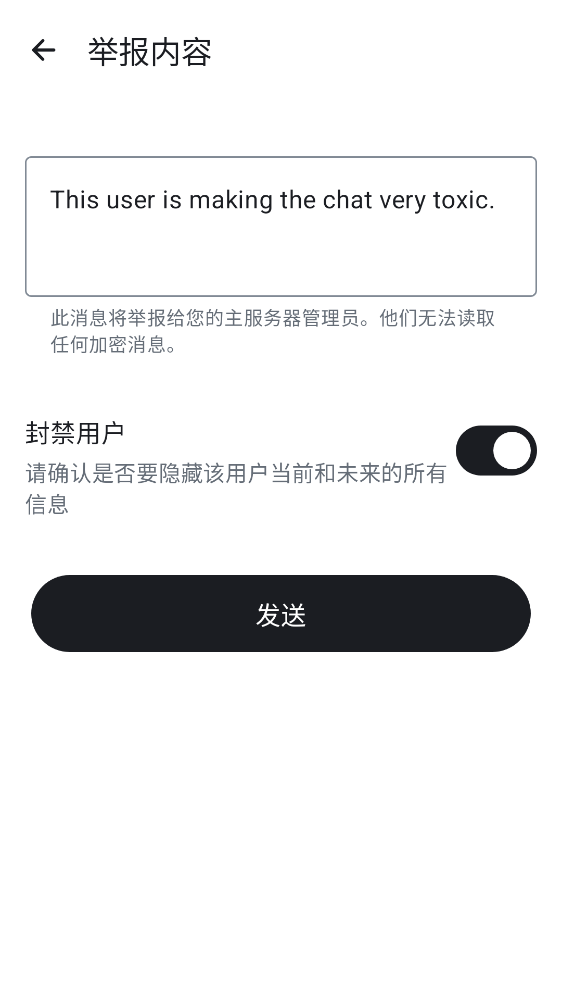 举报内容
This user is making the chat very toxic.
此消息将举报给您的主服务器管理员。他们无法读取
任何加密消息。
封禁用户
请确认是否要隐藏该用户当前和未来的所有
信息
发送